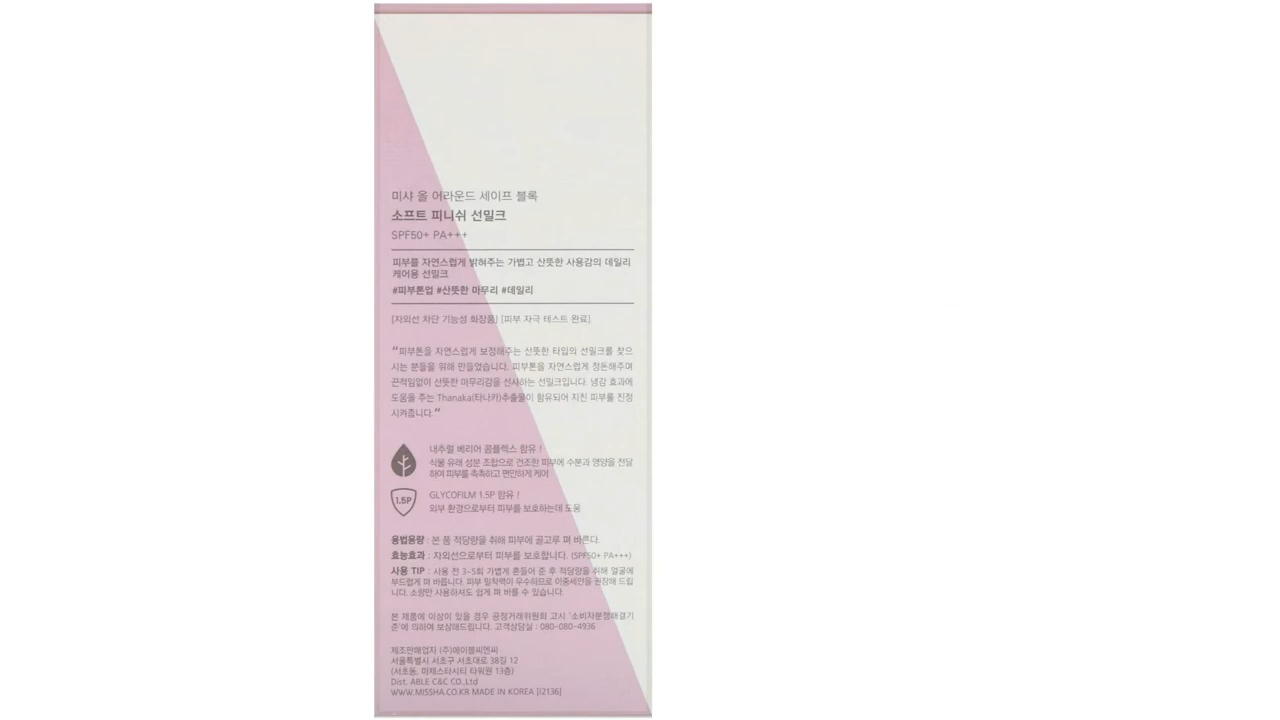 미샤 올 어라운드 세이프 블록
소프트 피니쉬 선밀크
SPF50+ PA+++
피부를 자연스럽게 밝혀주는 가볍고 산뜻한 사용감의 데일리
케어용 선밀크
#피부톤업 #산뜻한 마무리 #데일리
[자외선 차단 기능성 화장품] [피부 자극 테스트 완료]
“피부톤을 자연스럽게 보정해주는 산뜻한 타입의 선밀크를 찾으
시는 분들을 위해 만들었습니다. 피부톤을 자연스럽게 정돈해주며
끈적임없이 산뜻한 마무리감을 선사하는 선밀크입니다. 냉감 효과에
도움을 주는 Thanaka(타나카)추출물이 함유되어 지친 피부를 진정
시켜줍니다.“
내추럴 베리어 콤플렉스 함유 !
식물 유래 성분 조합으로 건조한 피부에 수분과 영양을 전달
하여 피부를 촉촉하고 편안하게 케어
1.5P
GLYCOFILM 1.5P 함유 !
외부 환경으로부터 피부를 보호하는데 도움
용법용량 : 본 품 적당량을 취해 피부에 골고루 펴 바른다.
효능효과 : 자외선으로부터 피부를 보호합니다. (SPF50+ PA+++)
사용 TIP : 사용 전 3~5회 가볍게 흔들어 준 후 적당량을 취해 얼굴에
부드럽게 펴 바릅니다. 피부 밀착력이 우수하므로 이중세안을 권장해 드립
니다. 소량만 사용하셔도 쉽게 펴 바를 수 있습니다.
본 제품에 이상이 있을 경우 공정거래위원회 고시 '소비자분쟁해결기
준'에 의하여 보상해드립니다. 고객상담실 : 080-080-4936
제조판매업자 (주)에이블씨엔씨
서울특별시 서초구 서초대로 38길 12
(서초동, 마제스타시티 타워원 13층)
Dist. ABLE C&C CO.,Ltd
WWW.MISSHA.CO.KR MADE IN KOREA [I2136]